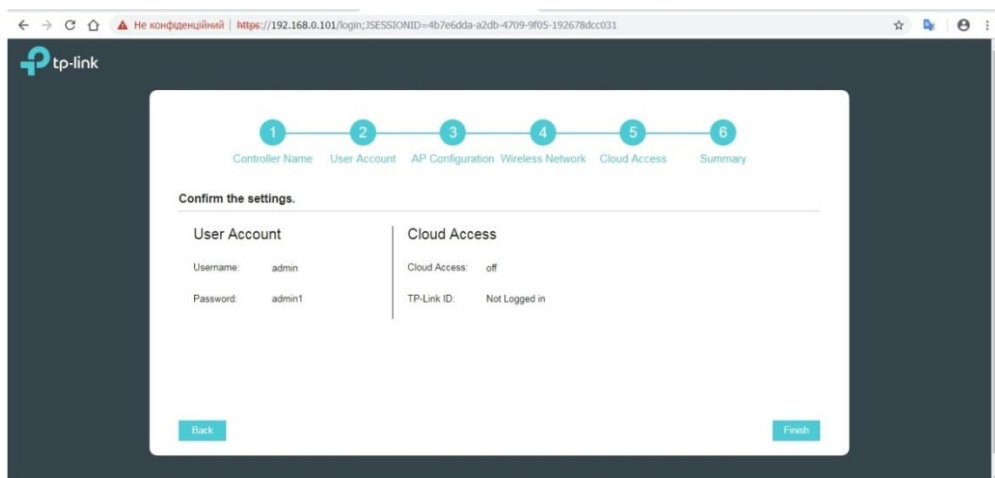 Не конфіденційний | https://192.168.0.101/login;JSESSIONID=4b7e6dda-a2db-4709-9f05-192678dcc031
tp-link
1 2 3 4 5 6
Controller Name User Account AP Configuration Wireless Network Cloud Access Summary
Confirm the settings.
User Account Cloud Access
Username: admin Cloud Access: off
Password: admin1 TP-Link ID: Not Logged in
Back Finish